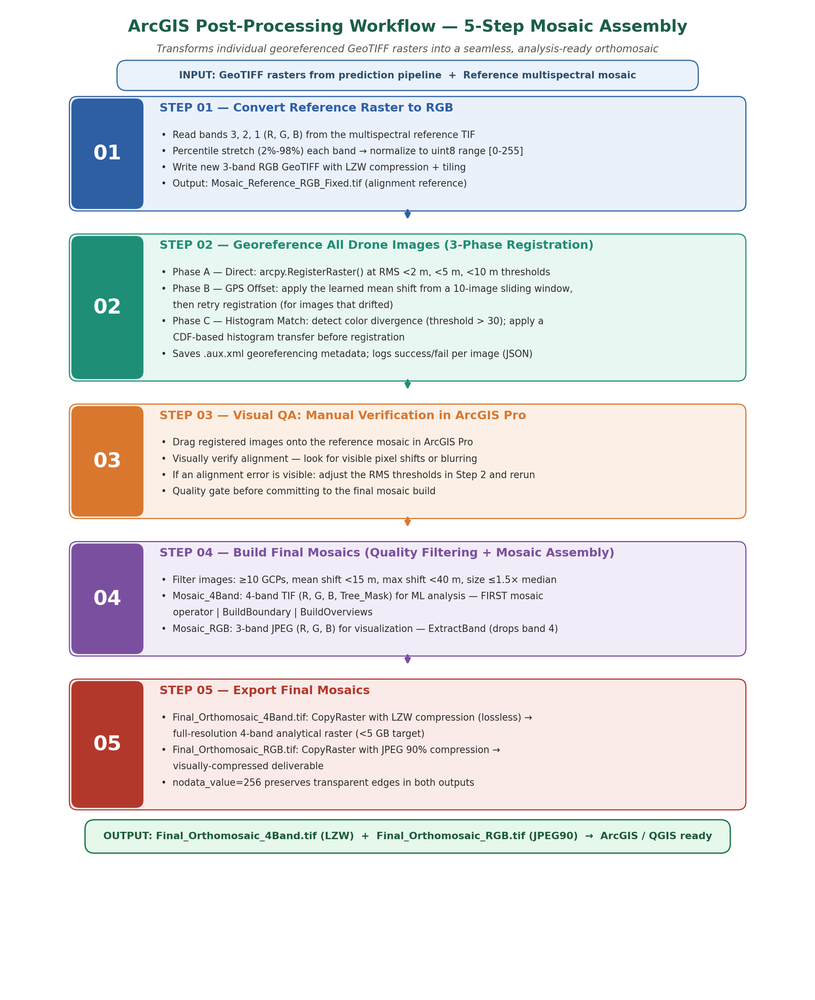 ArcGIS Post-Processing Workflow — 5-Step Mosaic Assembly
Transforms individual georeferenced GeoTIFF rasters into a seamless, analysis-ready orthomosaic
INPUT: GeoTIFF rasters from prediction pipeline + Reference multispectral mosaic
01
STEP 01 — Convert Reference Raster to RGB
• Read bands 3, 2, 1 (R, G, B) from the multispectral reference TIF
• Percentile stretch (2%-98%) each band → normalize to uint8 range [0-255]
• Write new 3-band RGB GeoTIFF with LZW compression + tiling
• Output: Mosaic_Reference_RGB_Fixed.tif (alignment reference)
02
STEP 02 — Georeference All Drone Images (3-Phase Registration)
• Phase A — Direct: arcpy.RegisterRaster() at RMS <2 m, <5 m, <10 m thresholds
• Phase B — GPS Offset: apply the learned mean shift from a 10-image sliding window,
then retry registration (for images that drifted)
• Phase C — Histogram Match: detect color divergence (threshold > 30); apply a
CDF-based histogram transfer before registration
• Saves .aux.xml georeferencing metadata; logs success/fail per image (JSON)
03
STEP 03 — Visual QA: Manual Verification in ArcGIS Pro
• Drag registered images onto the reference mosaic in ArcGIS Pro
• Visually verify alignment — look for visible pixel shifts or blurring
• If an alignment error is visible: adjust the RMS thresholds in Step 2 and rerun
• Quality gate before committing to the final mosaic build
04
STEP 04 — Build Final Mosaics (Quality Filtering + Mosaic Assembly)
• Filter images: ≥10 GCPs, mean shift <15 m, max shift <40 m, size ≤1.5× median
• Mosaic_4Band: 4-band TIF (R, G, B, Tree_Mask) for ML analysis — FIRST mosaic
operator | BuildBoundary | BuildOverviews
• Mosaic_RGB: 3-band JPEG (R, G, B) for visualization — ExtractBand (drops band 4)
05
STEP 05 — Export Final Mosaics
• Final_Orthomosaic_4Band.tif: CopyRaster with LZW compression (lossless) →
full-resolution 4-band analytical raster (<5 GB target)
• Final_Orthomosaic_RGB.tif: CopyRaster with JPEG 90% compression →
visually-compressed deliverable
• nodata_value=256 preserves transparent edges in both outputs
OUTPUT: Final_Orthomosaic_4Band.tif (LZW) + Final_Orthomosaic_RGB.tif (JPEG90) → ArcGIS / QGIS ready